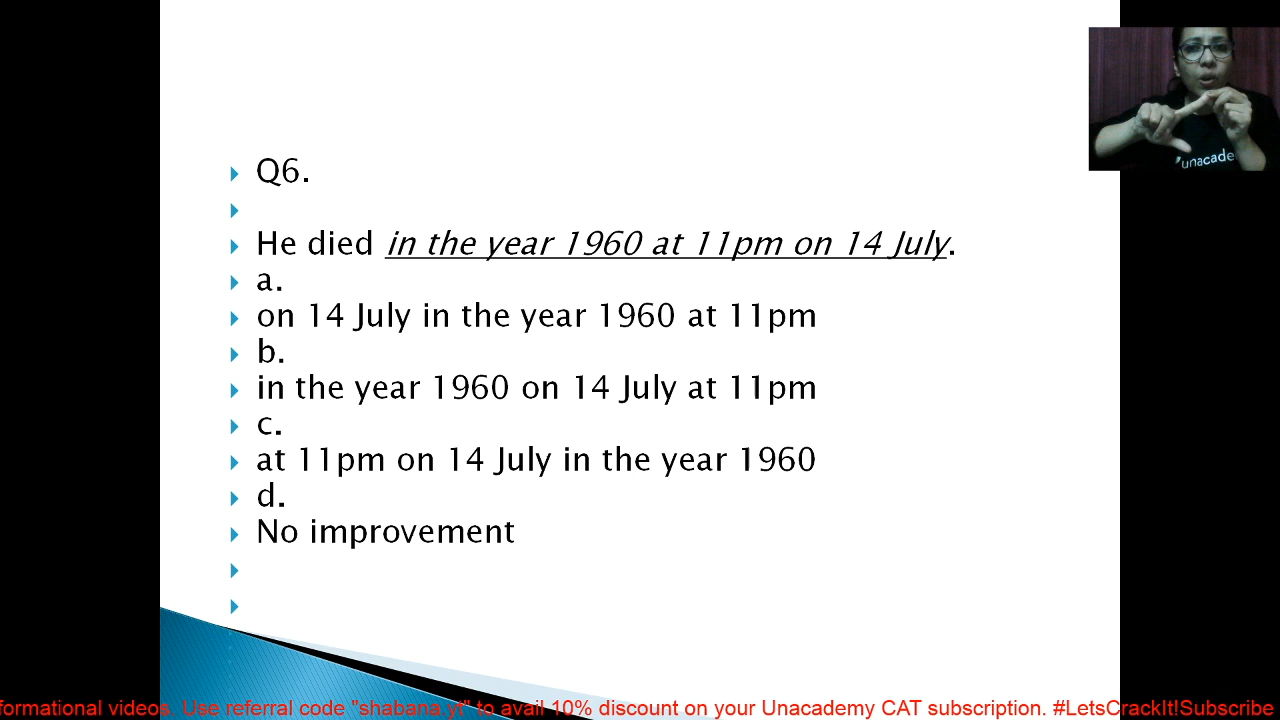 Q6.
He died in the year 1960 at 11pm on 14 July.
a.
on 14 July in the year 1960 at 11pm
b.
in the year 1960 on 14 July at 11pm
c.
at 11pm on 14 July in the year 1960
d.
No improvement
unacade
formational videos. Use referral code "shabana.yt" to avail 10% discount on your Unacademy CAT subscription. #LetsCrackIt!Subscribe